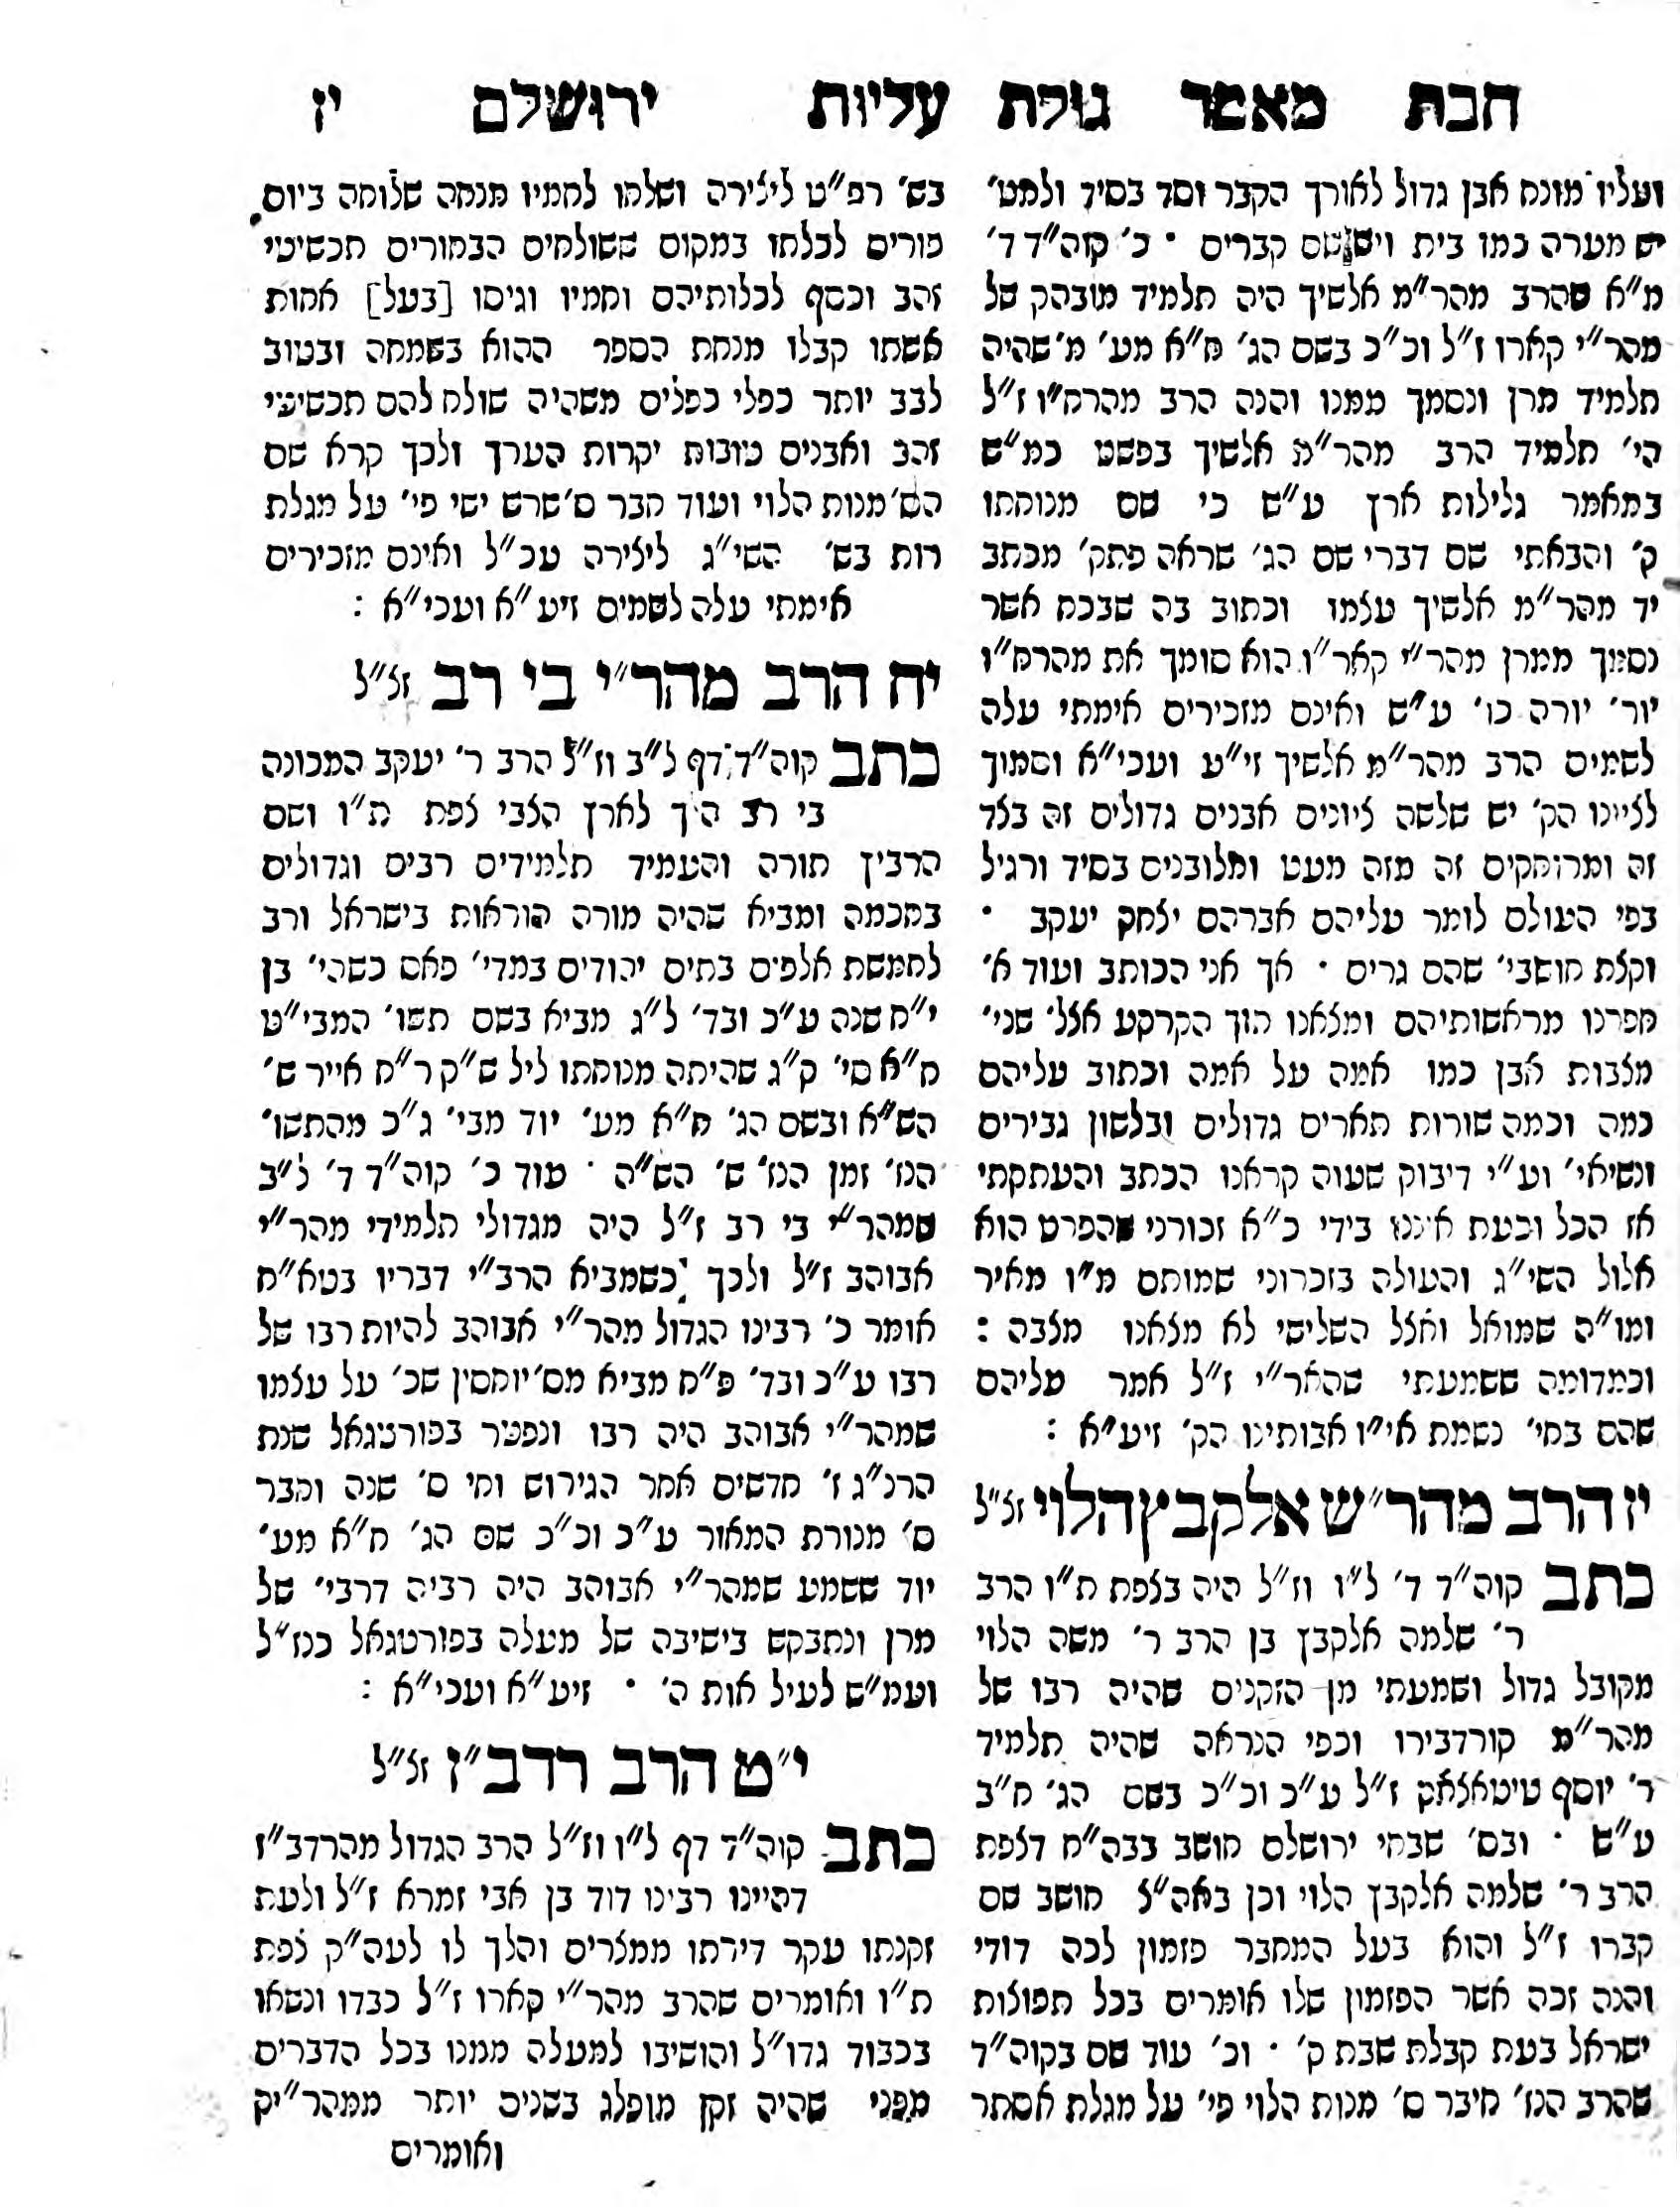 חבת מאמר גולת עליות ירושלם יז
ועליו מונח אבן גדול לאורך הקבר וסד בסיד ולמט׳
יש מערה כמו בית ויש שם קברים • כ׳ קוה״ד ד׳
מ״א שהרב מהר״מ אלשיך היה תלמיד מובהק של
מהר״י קארו ז״ל וכ״כ בשם הג׳ ח״א מע׳ מ׳ שהיה
תלמיד מרן ונסמך ממנו והנה הרב מהרח״ו ז״ל
הי׳ תלמיד הרב מהר״מ אלשיך בפשט כמ״ש
במאמר גלילות ארץ ע״ש כי שם מנוחתו
ק׳ והבאתי שם דברי שם הג׳ שראה פתק׳ מכתב
יד מהר״מ אלשיך עצמו וכתוב בה שבכח אשר
נסמך ממרן מהר״י קאר״ו הוא סומך את מהרח״ו
יור׳ יורה כו׳ ע״ש ואינם מזכירים אימתי עלה
לשמים הרב מהר״מ אלשיך זי״ע ועכי״א וסמוך
לציונו הק׳ יש שלשה ציונים אבנים גדולים זה בצד
זה ומרוחקים זה מזה מעט ומלובנים בסיד ורגיל
בפי העולם לומר עליהם אברהם יצחק יעקב •
וקצת תושבי׳ שהם גרים • אך אני הכותב ועוד א׳
חפרנו מראשותיהם ומצאנו תוך הקרקע אצל שני׳
מצבות אבן כמו אמה על אמה וכתוב עליהם
כמה וכמה שורות תארים גדולים ובלשון גבירים
ונשיאי׳ וע״י דיבוק שעוה קראנו הכתב והעתקתי
אז הכל וכעת איננו בידי כ״א זכורני שהפרט הוא
אלול השי״ג והעולה בזכרוני שמותם מ״ו מאיר
ומו״ה שמואל ואצל השלישי לא מצאנו מצבה :
וכמדומה ששמעתי שהאר״י ז״ל אמר עליהם
שהם בחי׳ נשמת אי״ו אבותינו הק׳ זיע״א :
יז הרב מהר״ש אלקבץ הלוי זצ״ל
כתב קוה״ד ד׳ ל״ו וז״ל היה בצפת ת״ו הרב
ר׳ שלמה אלקבץ בן הרב ר׳ משה הלוי
מקובל גדול ושמעתי מן הזקנים שהיה רבו של
מהר״מ קורדבירו וכפי הנראה שהיה תלמיד
ר׳ יוסף טיטאצאק ז״ל ע״כ וכ״כ בשם הג׳ ח״ב
ע״ש • ובס׳ שבחי ירושלם חושב בבה״ח דצפת
הרב ר׳ שלמה אלקבץ הלוי וכן באה״צ חושב שם
קברו ז״ל והוא בעל המחבר פזמון לכה דודי
והנה זכה אשר הפזמון שלו אומרים בכל תפוצות
ישראל בעת קבלת שבת ק׳ • וכ׳ עוד שם בקוה״ד
שהרב הנז׳ חיבר ס׳ מנות הלוי פי׳ על מגלת אסתר
בש׳ רפ״ט ליצירה ושלחו לחמיו מנחה שלוחה ביום
פורים לכלתו במקום ששולחים הבחורים תכשיטי
זהב וכסף לכלותיהם וחמיו וגיסו [בעל] אחות
אשתו קבלו מנחת הספר ההוא בשמחה ובטוב
לבב יותר כפלי כפלים משהיה שולח להם תכשיטי
זהב ואבנים טובות יקרות הערך ולכך קרא שם
הס׳ מנות הלוי ועוד חבר ס׳ שרש ישי פי׳ על מגלת
רות בש׳ השי״ג ליצירה עכ״ל ואינם מזכירים
אימתי עלה לשמים זיע״א ועכי״א :
יח הרב מהר״י בי רב זצ״ל
כתב קוה״ד דף ל״ב וז״ל הרב ר׳ יעקב המכונה
בי רב הלך לארץ הצבי צפת ת״ו ושם
הרביץ תורה והעמיד תלמידים רבים וגדולים
בחכמה ומביא שהיה מורה הוראות בישראל ורב
לחמשת אלפים בתים יהודים במדי׳ פאס כשהי׳ בן
י״ח שנה ע״כ ובד׳ ל״ג מביא בשם תשו׳ המבי״ט
ח״א סי׳ ק״ג שהיתה מנוחתו ליל ש״ק ר״ח אייר ש׳
הש״א ובשם הג׳ ח״א מע׳ יוד מבי׳ ג״כ מהתשו׳
הנז׳ זמן הנז׳ ש׳ הש״ה • עוד כ׳ קוה״ד ד׳ ל״ב
שמהר״י בי רב ז״ל היה מגדולי תלמידי מהר״י
אבוהב ז״ל ולכך כשמביא הרב״י דבריו בטא״ח
אומר כ׳ רבינו הגדול מהר״י אבוהב להיות רבו של
רבו ע״כ ובד׳ פ״ח מביא מס׳ יוחסין שכ׳ על עצמו
שמהר״י אבוהב היה רבו ונפטר בפורטגאל שנת
הרנ״ג ז׳ חדשים אחר הגירוש וחי ס׳ שנה וחבר
ס׳ מנורת המאור ע״כ וכ״כ שם הג׳ ח״א מע׳
יוד ששמע שמהר״י אבוהב היה רביה דרבי׳ של
מרן ונתבקש בישיבה של מעלה בפורטגאל כנז״ל
ועמ״ש לעיל אות ה׳ • זיע״א ועכי״א :
י״ט הרב רדב״ז זצ״ל
כתב קוה״ד דף ל״ו וז״ל הרב הגדול מהרדב״ז
דהיינו רבינו דוד בן אבי זמרא ז״ל ולעת
זקנתו עקר דירתו ממצרים והלך לו לעה״ק צפת
ת״ו ואומרים שהרב מהר״י קארו ז״ל כבדו ונשאו
בכבוד גדו״ל והושיבו למעלה ממנו בכל הדברים
מפני שהיה זקן מופלג בשנים יותר ממהר״יק
ואומרים